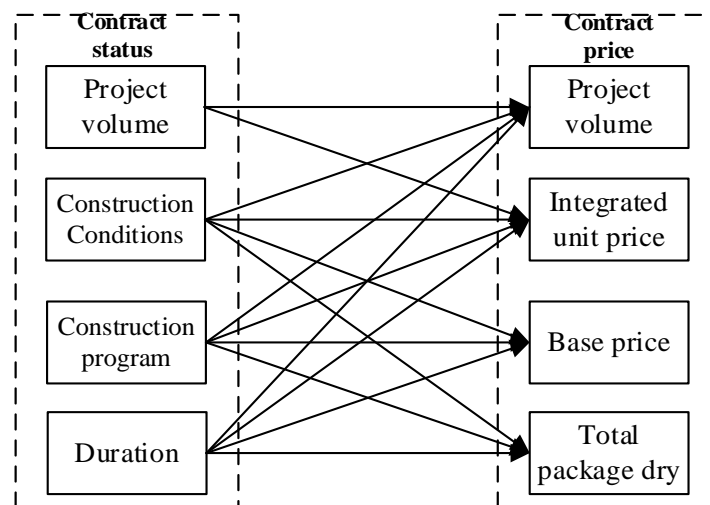 Contract
status
Project
volume
Construction
Conditions
Construction
program
Duration
Contract
price
Project
volume
Integrated
unit price
Base price
Total
package dry